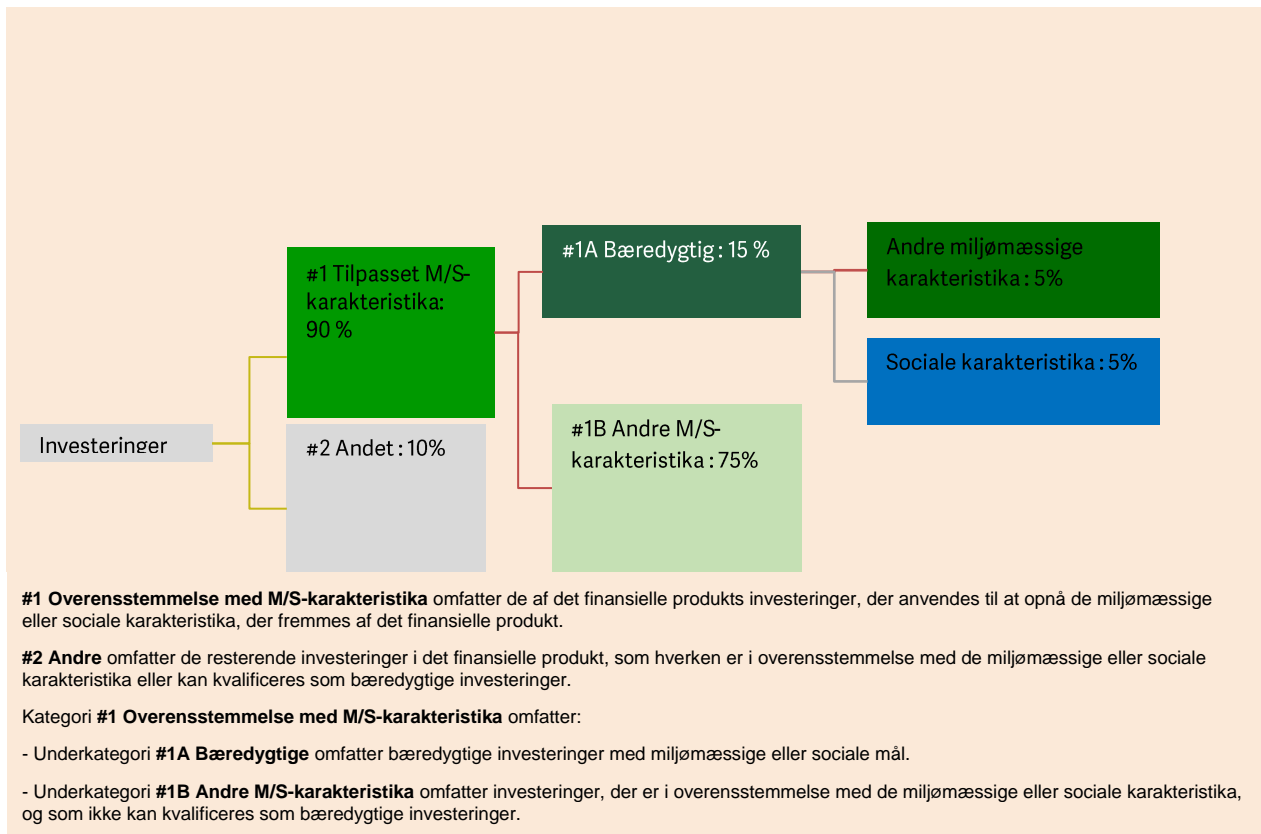 #1A Bæredygtig : 15 %
Andre miljømæssige
karakteristika : 5%
#1 Tilpasset M/S-
karakteristika:
90 %
Sociale karakteristika : 5%
Investeringer
#2 Andet : 10%
#1B Andre M/S-
karakteristika : 75%
#1 Overensstemmelse med M/S-karakteristika omfatter de af det finansielle produkts investeringer, der anvendes til at opnå de miljømæssige
eller sociale karakteristika, der fremmes af det finansielle produkt.
#2 Andre omfatter de resterende investeringer i det finansielle produkt, som hverken er i overensstemmelse med de miljømæssige eller sociale
karakteristika eller kan kvalificeres som bæredygtige investeringer.
Kategori #1 Overensstemmelse med M/S-karakteristika omfatter:
- Underkategori #1A Bæredygtige omfatter bæredygtige investeringer med miljømæssige eller sociale mål.
- Underkategori #1B Andre M/S-karakteristika omfatter investeringer, der er i overensstemmelse med de miljømæssige eller sociale karakteristika,
og som ikke kan kvalificeres som bæredygtige investeringer.